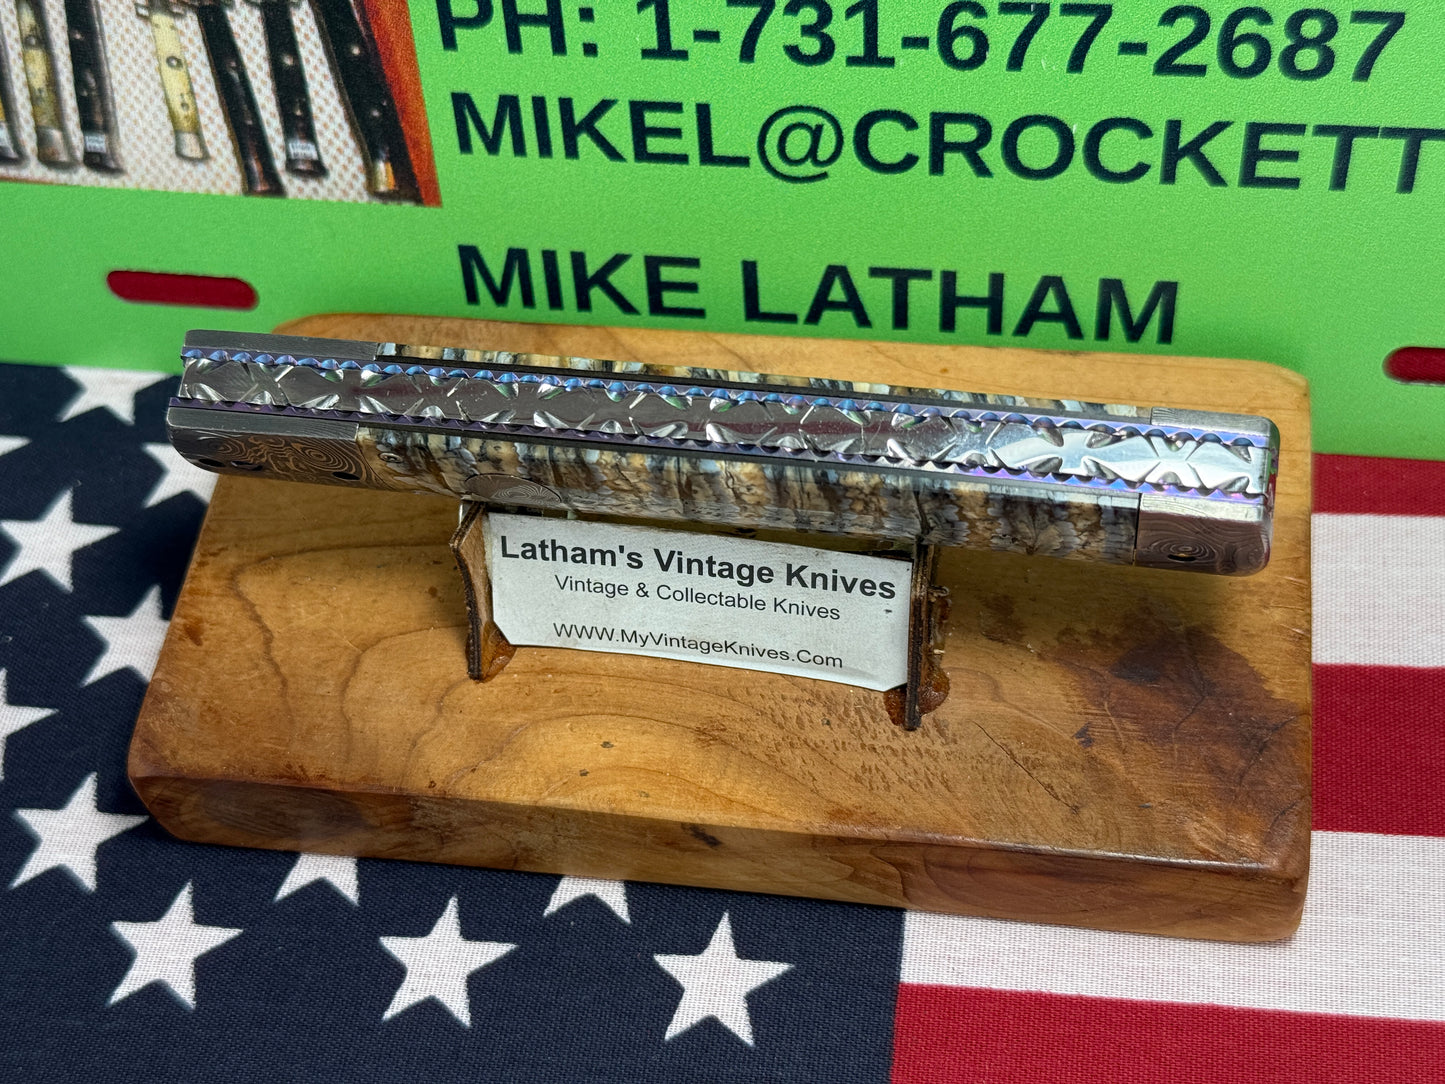 PH: 1-731-677-2687
MIKEL@CROCKETT
MIKE LATHAM
Latham's Vintage Knives
Vintage & Collectable Knives
WWW.MyVintageKnives.Com